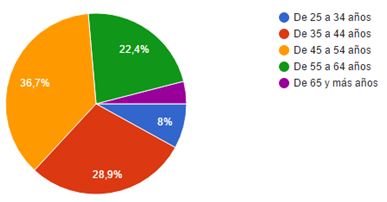 De 25 a 34 años
De 35 a 44 años
De 45 a 54 años
De 55 a 64 años
De 65 y más años
22,4%
36,7%
8%
28,9%